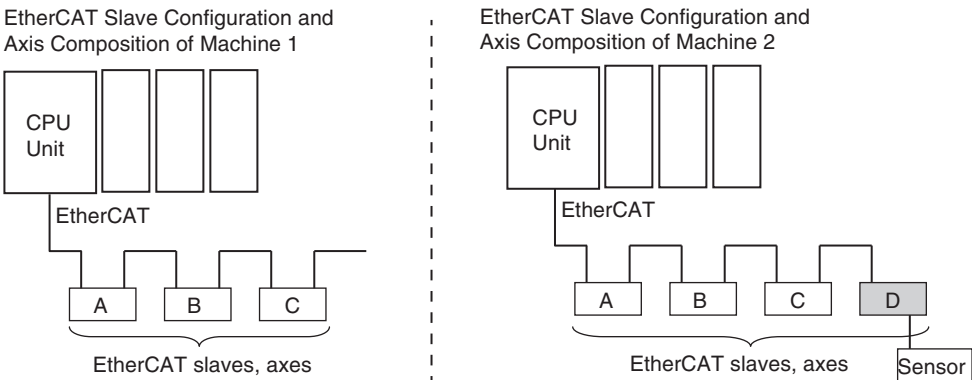 EtherCAT Slave Configuration and
Axis Composition of Machine 1
CPU
Unit
EtherCAT
A
B
C
EtherCAT slaves, axes
EtherCAT Slave Configuration and
Axis Composition of Machine 2
CPU
Unit
EtherCAT
A
B
C
D
EtherCAT slaves, axes
Sensor